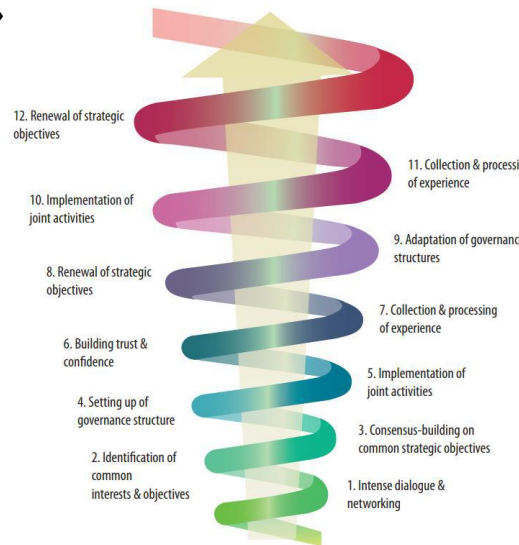 12. Renewal of strategic
objectives
11. Collection & processi
of experience
10. Implementation of
joint activities
9. Adaptation of governanc
structures
8. Renewal of strategic
objectives
7. Collection & processing
of experience
6. Building trust &
confidence
5. Implementation of
joint activities
4. Setting up of
governance structure
3. Consensus-building on
common strategic objectives
2. Identification of
common
interests & objectives
1. Intense dialogue &
networking